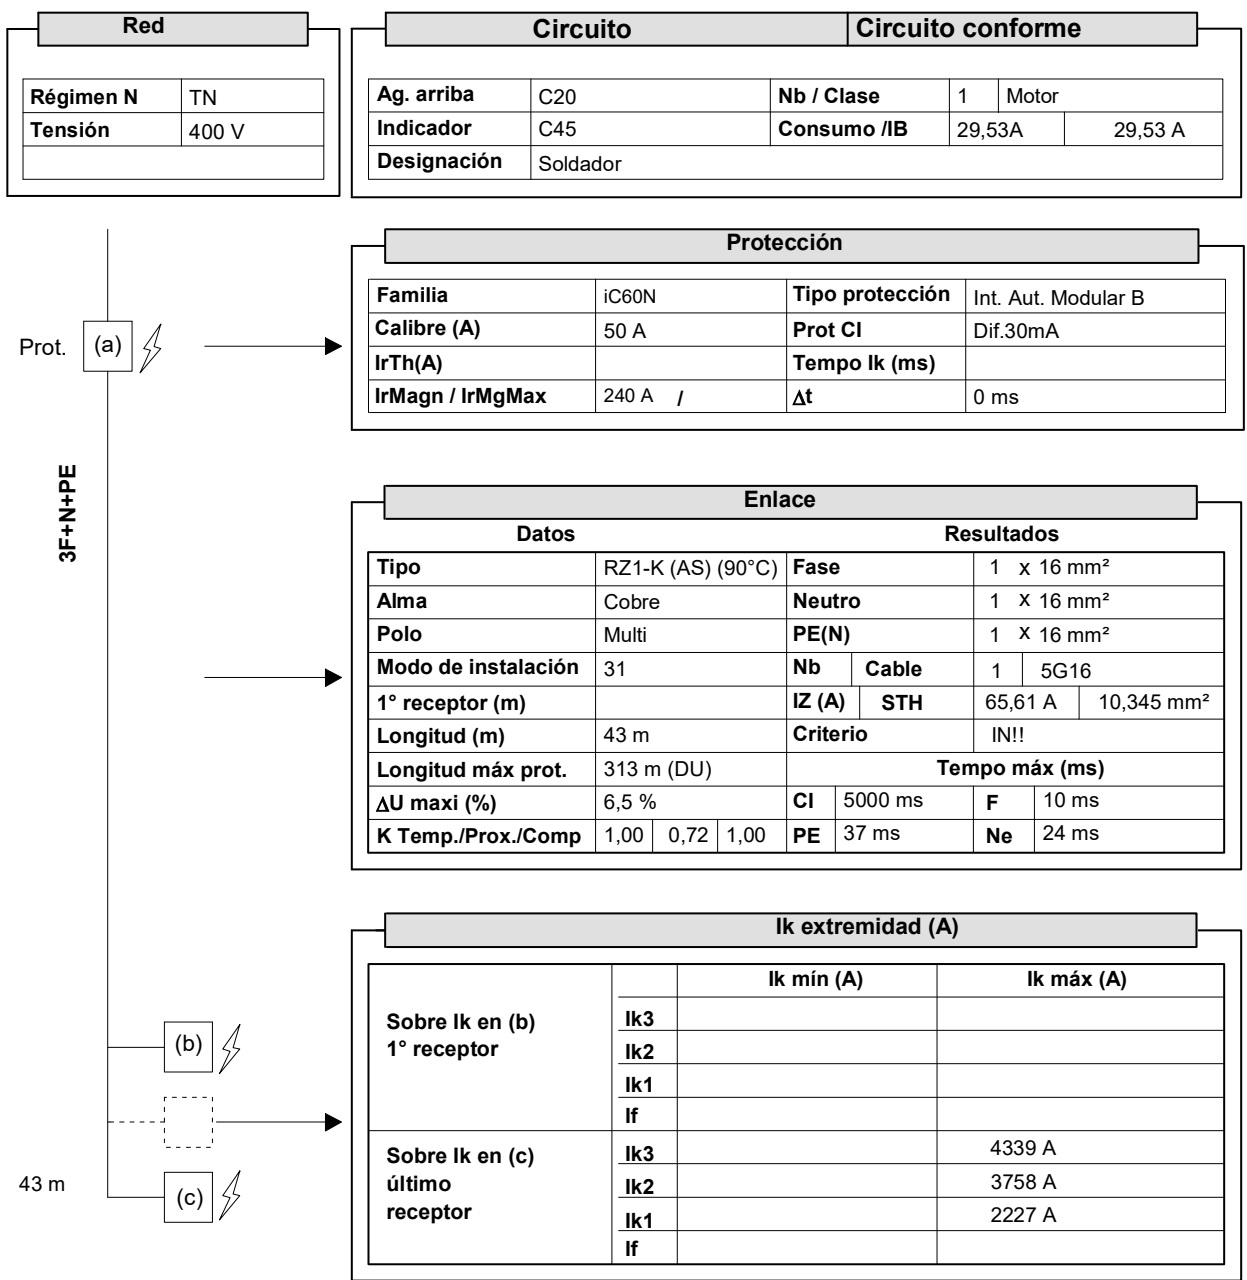 Red
Circuito Circuito conforme
Régimen N TN
Tensión 400 V
Ag. arriba C20 Nb / Clase 1 Motor
Indicador C45 Consumo /IB 29,53A 29,53 A
Designación Soldador
Protección
Familia iC60N Tipo protección Int. Aut. Modular B
Calibre (A) 50 A Prot CI Dif.30mA
IrTh(A) Tempo Ik (ms)
IrMagn / IrMgMax 240 A / Δt 0 ms
Prot. (a)
3F+N+PE
Enlace
Datos Resultados
Tipo RZ1-K (AS) (90°C) Fase 1 x 16 mm²
Alma Cobre Neutro 1 x 16 mm²
Polo Multi PE(N) 1 x 16 mm²
Modo de instalación 31 Nb Cable 1 5G16
1° receptor (m) IZ (A) STH 65,61 A 10,345 mm²
Longitud (m) 43 m Criterio IN!!
Longitud máx prot. 313 m (DU) Tempo máx (ms)
ΔU maxi (%) 6,5 % CI 5000 ms F 10 ms
K Temp./Prox./Comp 1,00 0,72 1,00 PE 37 ms Ne 24 ms
Ik extremidad (A)
Ik mín (A) Ik máx (A)
Sobre Ik en (b)
1° receptor
Ik3
Ik2
Ik1
If
(b)
Sobre Ik en (c)
último
receptor
Ik3 4339 A
Ik2 3758 A
Ik1 2227 A
If
43 m (c)